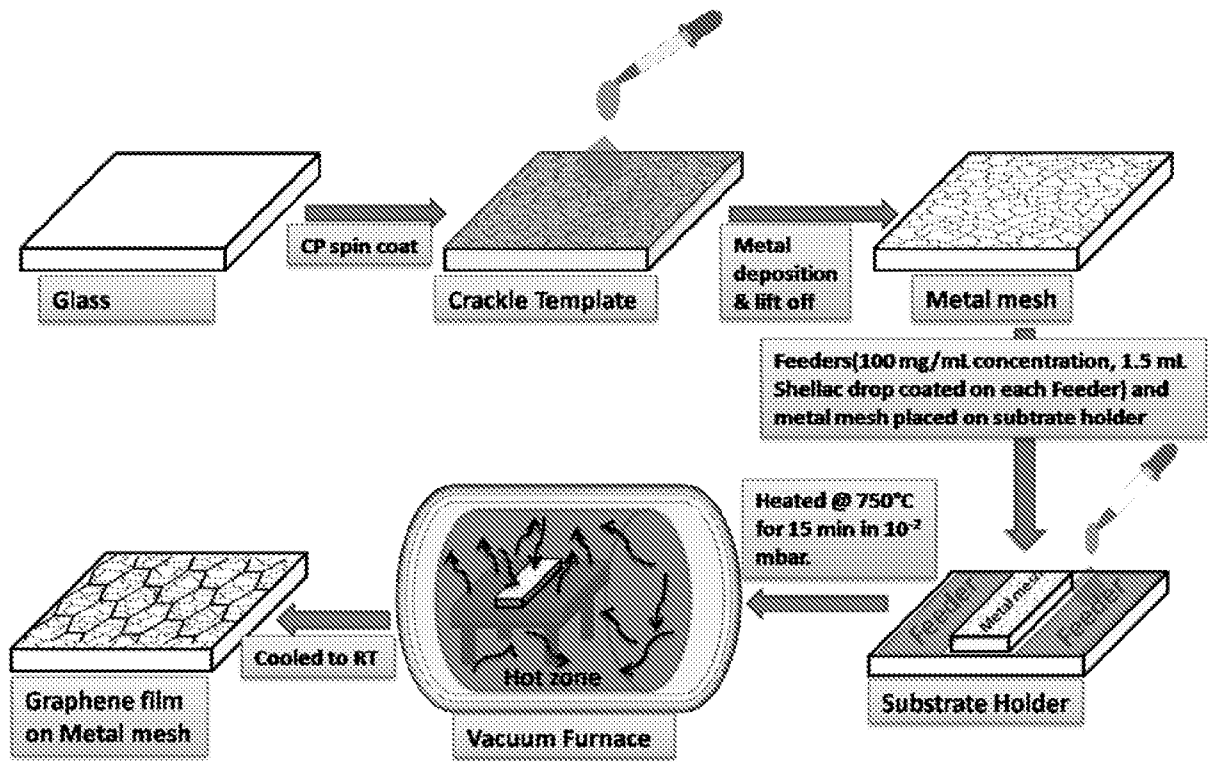 CP spin coat
Glass
Crackle Template
Metal
deposition
& lift off
Metal mesh
Feeders(100 mg/mL concentration, 1.5 mL
Shellac drop coated on each Feeder) and
metal mesh placed on subtrate holder
Heated @ 750°C
for 15 min in 10⁻²
mbar.
Metal mesh
Substrate Holder
Hot zone
Vacuum Furnace
Cooled to RT
Graphene film
on Metal mesh